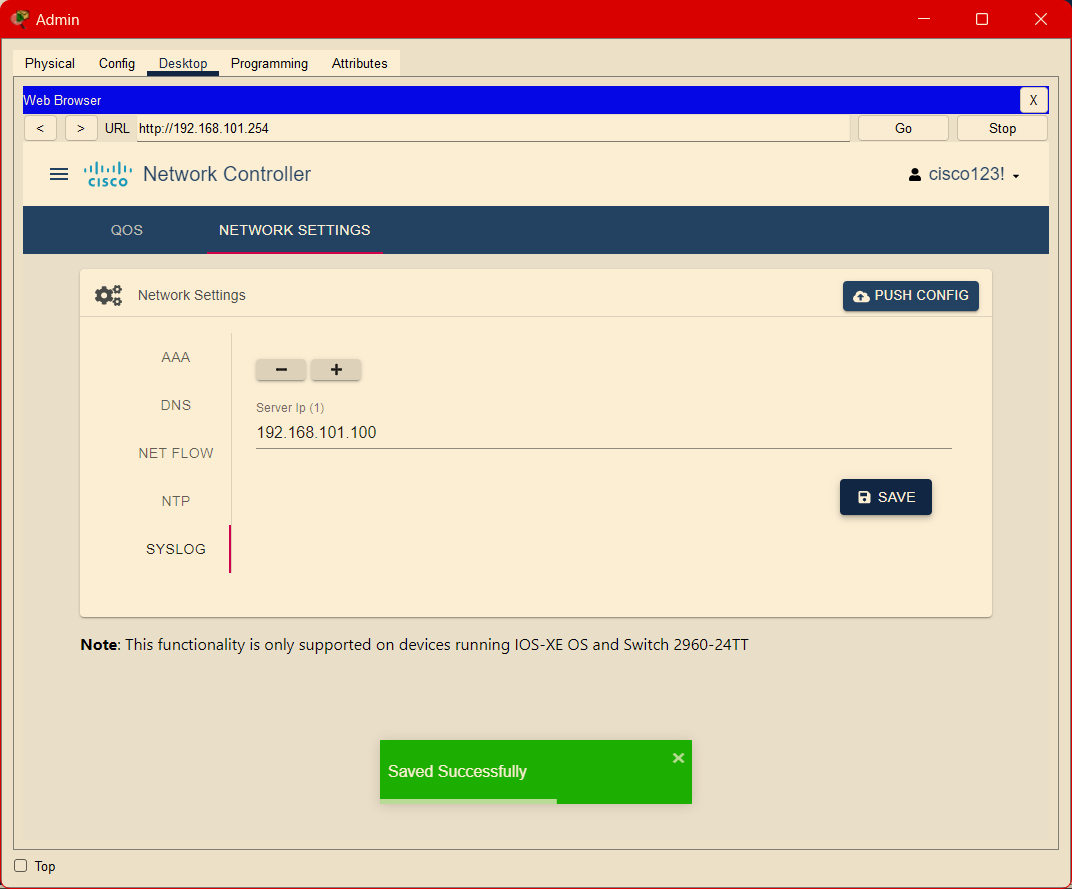 Admin
Physical Config Desktop Programming Attributes
Web Browser X
< > URL http://192.168.101.254 Go Stop
cisco Network Controller cisco123!
QOS NETWORK SETTINGS
Network Settings PUSH CONFIG
AAA
DNS
NET FLOW
NTP
SYSLOG
Server Ip (1)
192.168.101.100
SAVE
Note: This functionality is only supported on devices running IOS-XE OS and Switch 2960-24TT
Saved Successfully
Top